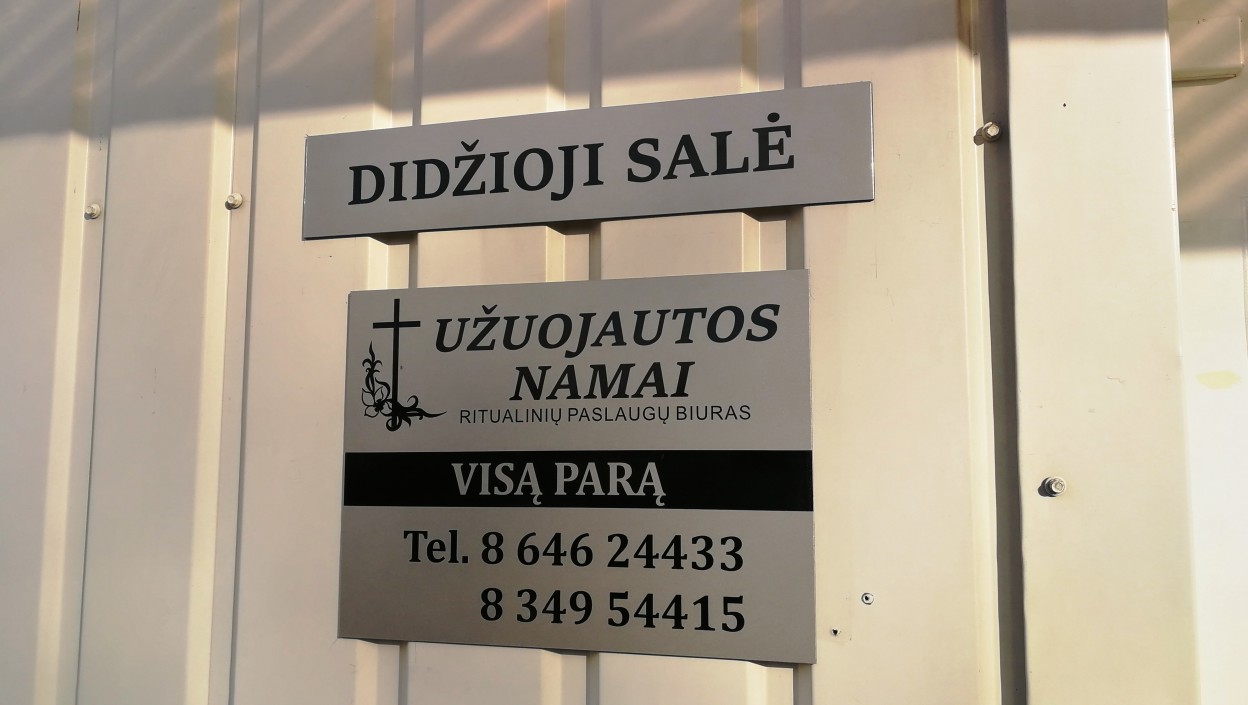 DIDŽIOJI SALĖ
UŽUOJAUTOS
NAMAI
RITUALINIŲ PASLAUGŲ BIURAS
VISĄ PARĄ
Tel. 8 646 24433
8 349 54415